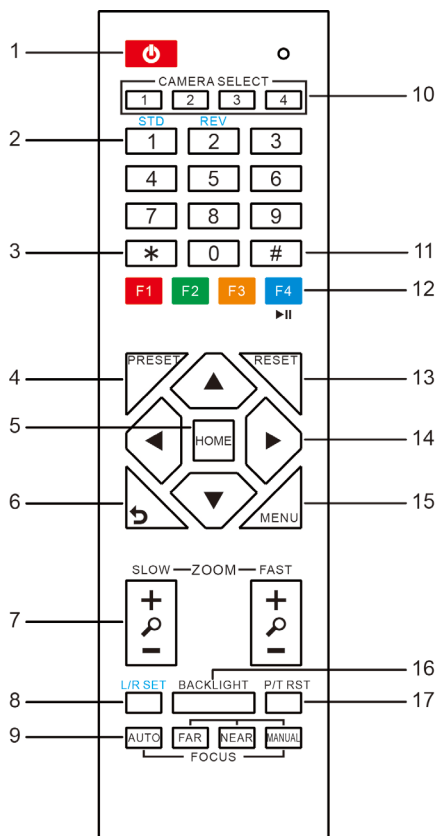 1
CAMERA SELECT
1 2 3 4 10
STD REV
2 1 2 3
4 5 6
7 8 9
3 * 0 # 11
F1 F2 F3 F4 12
PRESET RESET
4 13
5 HOME 14
6 MENU 15
SLOW ZOOM FAST
+ +
7
− −
16
L/R SET BACKLIGHT P/T RST
8 17
9 AUTO FAR NEAR MANUAL
FOCUS